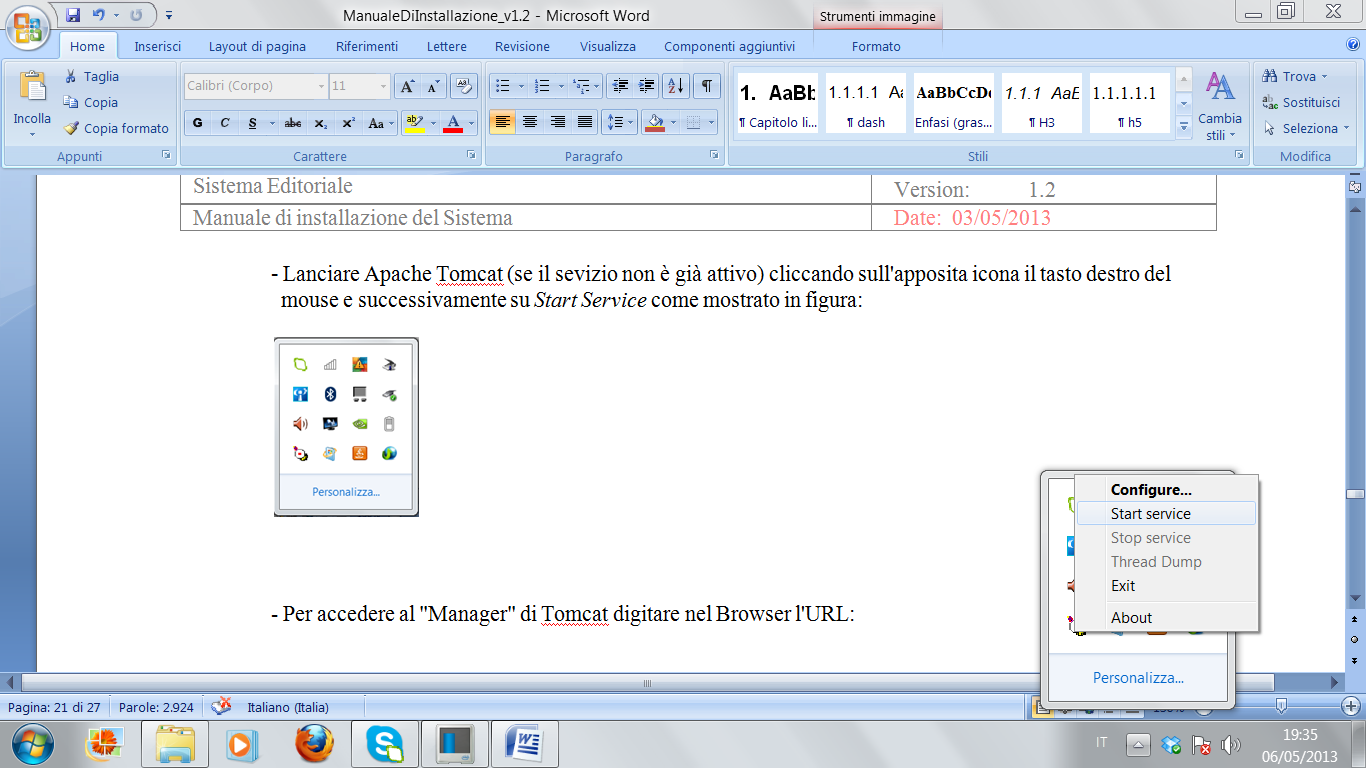 ManualeDiInstallazione_v1.2 - Microsoft Word
Strumenti immagine
Home Inserisci Layout di pagina Riferimenti Lettere Revisione Visualizza Componenti aggiuntivi Formato
Incolla
Taglia
Copia
Copia formato
Appunti
Calibri (Corpo) 11
G C S abc x₂ x² Aa
Carattere
Paragrafo
1. AaBb 1.1.1.1 Aa AaBbCcDd 1.1.1 AaE 1.1.1.1.1
¶ Capitolo li... ¶ dash Enfasi (gras... ¶ H3 ¶ h5
Stili
Cambia stili
Trova
Sostituisci
Seleziona
Modifica
Sistema Editoriale
Version: 1.2
Manuale di installazione del Sistema
Date: 03/05/2013
- Lanciare Apache Tomcat (se il sevizio non è già attivo) cliccando sull'apposita icona il tasto destro del
mouse e successivamente su Start Service come mostrato in figura:
Personalizza...
- Per accedere al "Manager" di Tomcat digitare nel Browser l'URL:
Configure...
Start service
Stop service
Thread Dump
Exit
About
Personalizza...
Pagina: 21 di 27 Parole: 2.924 Italiano (Italia)
IT
19:35
06/05/2013